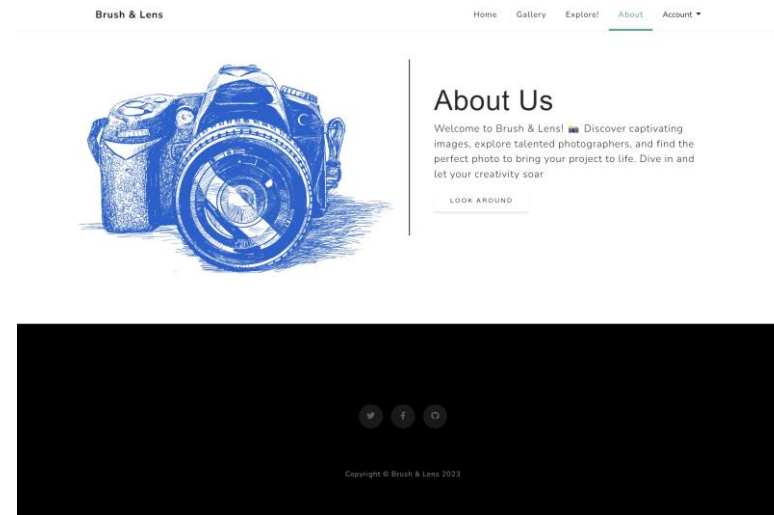 Brush & Lens
Home Gallery Explore! About Account
About Us
Welcome to Brush & Lens! 📸 Discover captivating
images, explore talented photographers, and find the
perfect photo to bring your project to life. Dive in and
let your creativity soar
LOOK AROUND
Copyright © Brush & Lens 2023